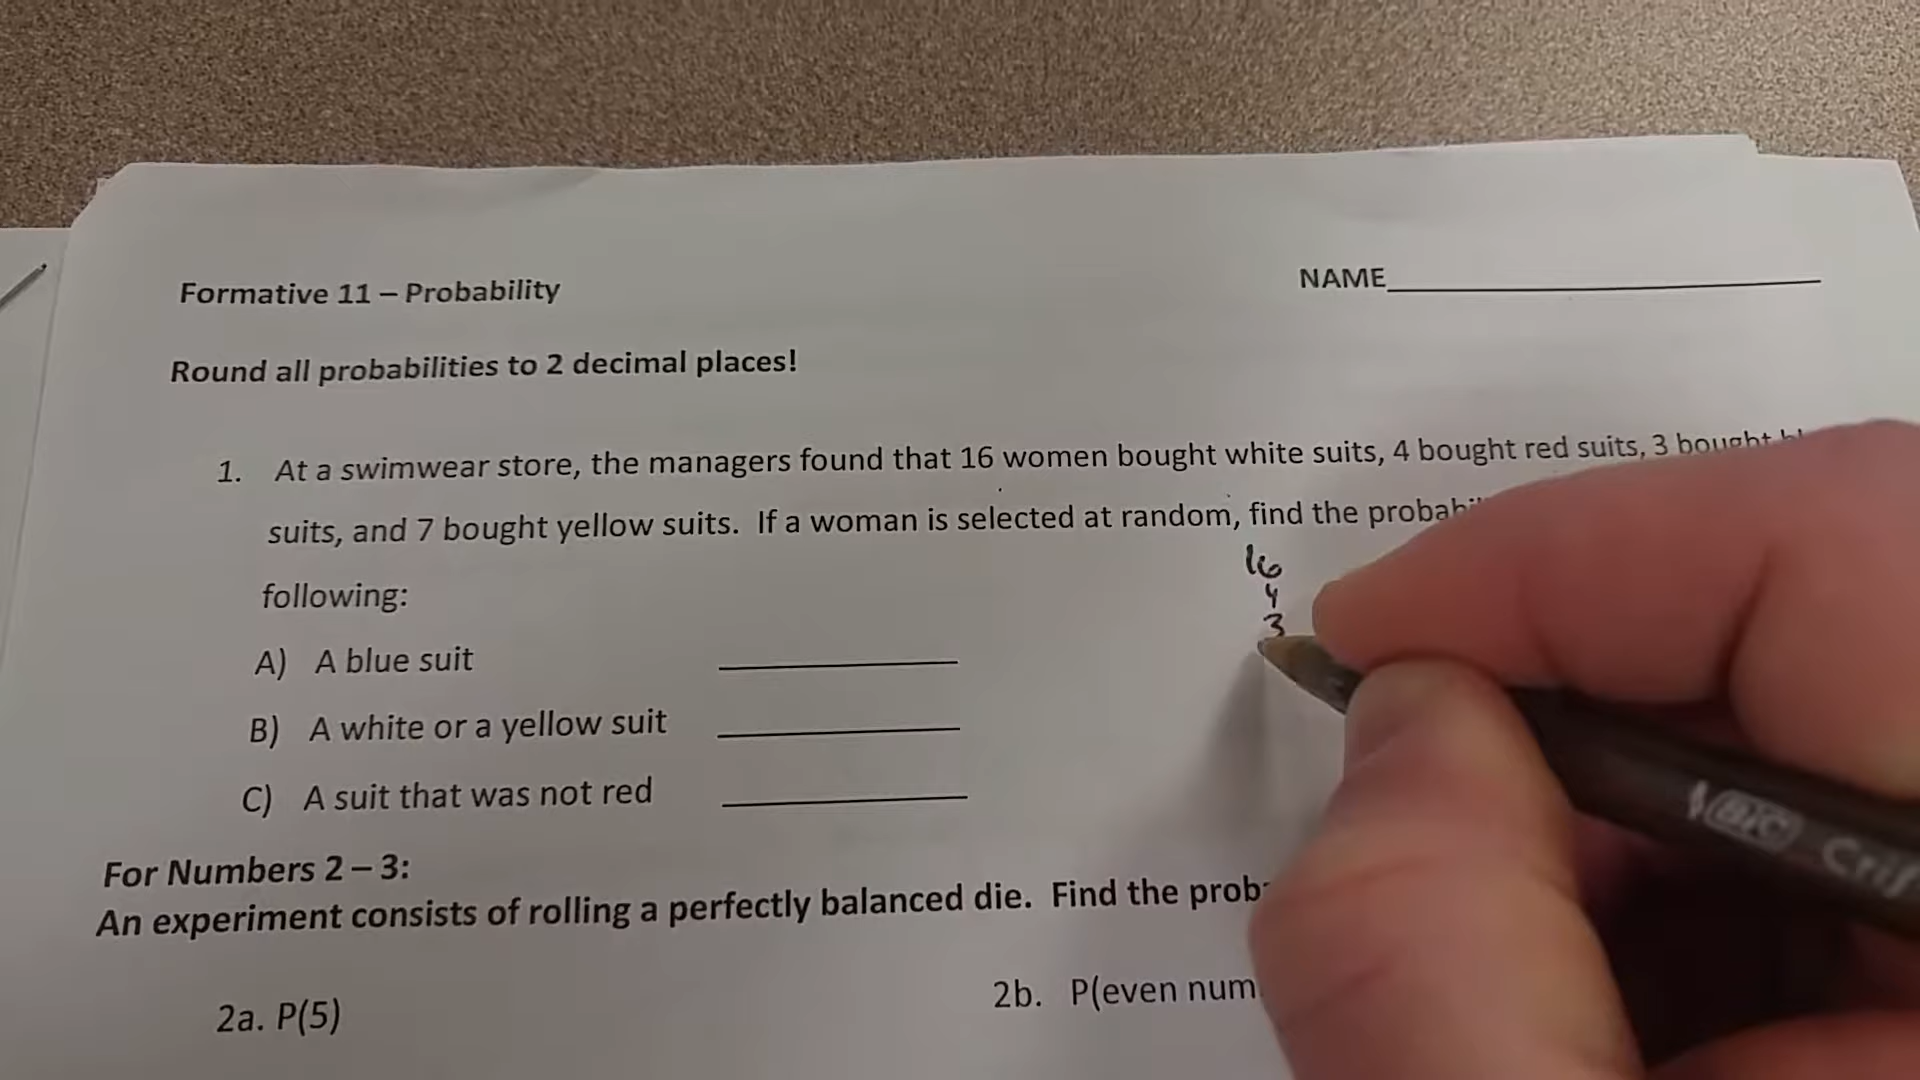 Formative 11 – Probability
NAME
Round all probabilities to 2 decimal places!
1. At a swimwear store, the managers found that 16 women bought white suits, 4 bought red suits, 3 bought
suits, and 7 bought yellow suits. If a woman is selected at random, find the
following:
16
4
3
A) A blue suit
B) A white or a yellow suit
C) A suit that was not red
For Numbers 2 – 3:
An experiment consists of rolling a perfectly balanced die. Find the
2a. P(5)
2b. P(even num
BIC